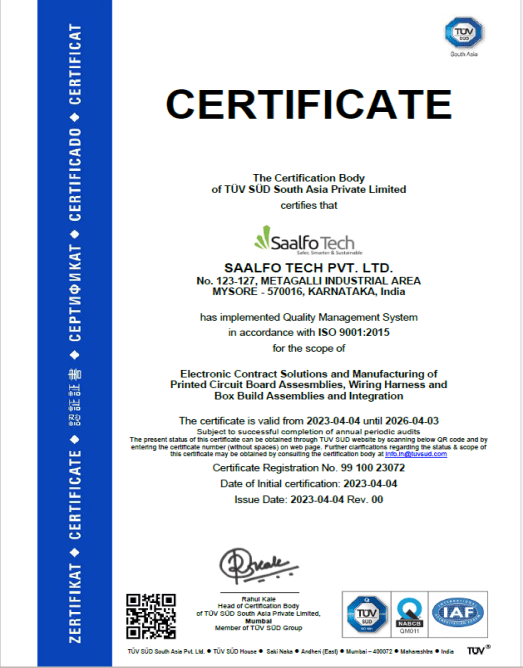 TÜV
SÜD
South Asia
ZERTIFIKAT ◆ CERTIFICATE ◆ 認証証書 ◆ СЕРТИФИКАТ ◆ CERTIFICADO ◆ CERTIFICAT
CERTIFICATE
The Certification Body
of TÜV SÜD South Asia Private Limited
certifies that
Saalfo Tech
Safer, Smarter & Sustainable
SAALFO TECH PVT. LTD.
No. 123-127, METAGALLI INDUSTRIAL AREA
MYSORE - 570016, KARNATAKA, India
has implemented Quality Management System
in accordance with ISO 9001:2015
for the scope of
Electronic Contract Solutions and Manufacturing of
Printed Circuit Board Assesmblies, Wiring Harness and
Box Build Assemblies and Integration
The certificate is valid from 2023-04-04 until 2026-04-03
Subject to successful completion of annual periodic audits
The present status of this certificate can be obtained through TUV SUD website by scanning below QR code and by
entering the certificate number (without spaces) on web page. Further clarifications regarding the status & scope of
this certificate may be obtained by consulting the certification body at info.in@tuvsud.com
Certificate Registration No. 99 100 23072
Date of Initial certification: 2023-04-04
Issue Date: 2023-04-04 Rev. 00
Rahul Kale
Head of Certification Body
of TÜV SÜD South Asia Private Limited,
Mumbai
Member of TÜV SÜD Group
TÜV
SÜD
NABCB
QM011
IAF
TÜV SÜD South Asia Pvt. Ltd. ● TÜV SÜD House ● Saki Naka ● Andheri (East) ● Mumbai – 400072 ● Maharashtra ● India
TÜV®